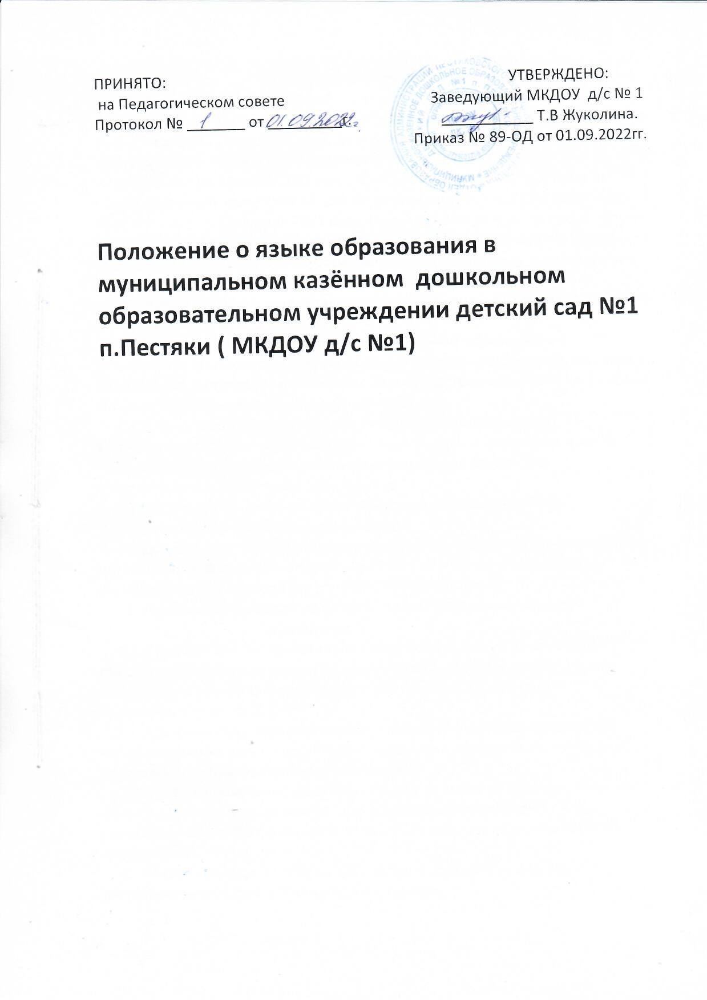 ПРИНЯТО:
на Педагогическом совете
Протокол № 1 от 01.09.2022г.
УТВЕРЖДЕНО:
Заведующий МКДОУ д/с № 1
Т.В Жуколина.
Приказ № 89-ОД от 01.09.2022гг.
Положение о языке образования в
муниципальном казённом дошкольном
образовательном учреждении детский сад №1
п.Пестяки ( МКДОУ д/с №1)